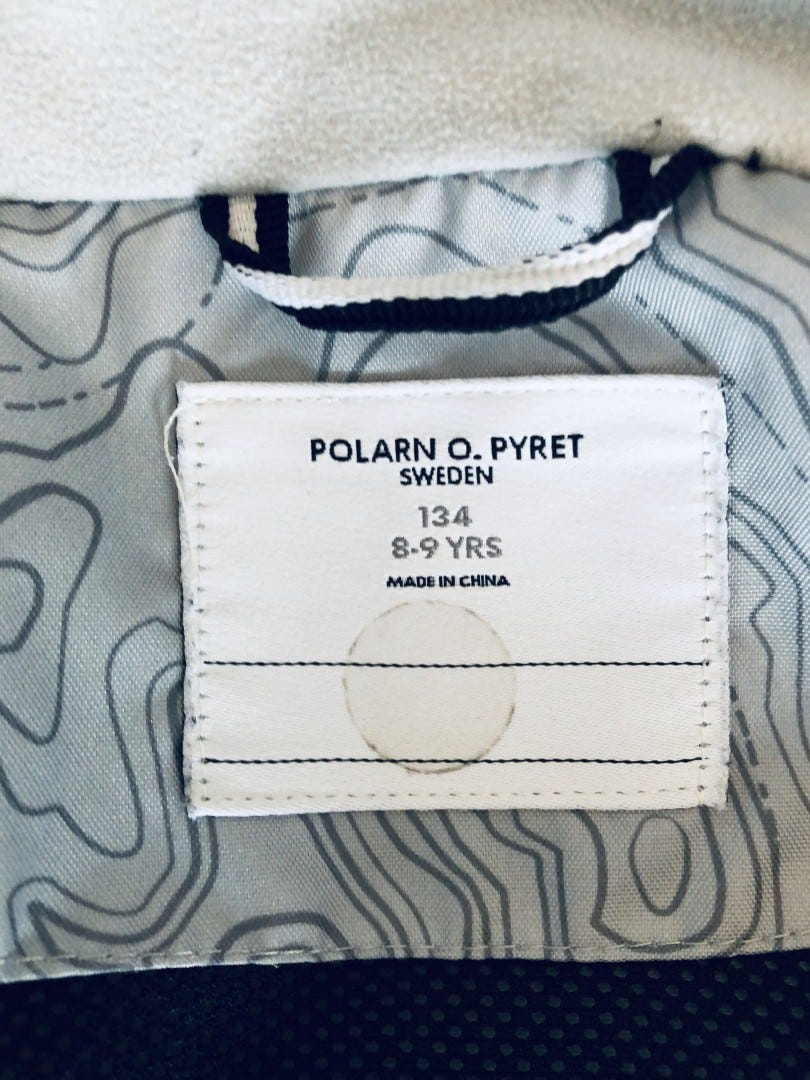 POLARN O. PYRET
SWEDEN
134
8-9 YRS
MADE IN CHINA